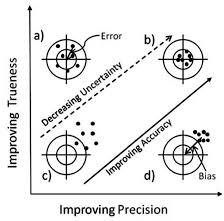 a)
Error
b)
Decreasing Uncertainty
Improving Accuracy
c)
d)
Bias
Improving Trueness
Improving Precision